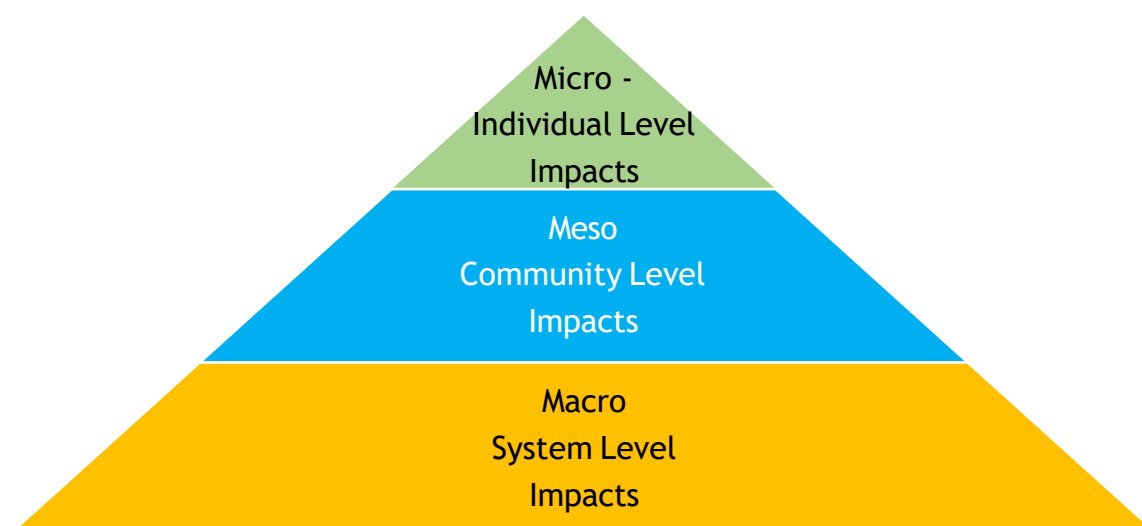 Micro -
Individual Level
Impacts
Meso
Community Level
Impacts
Macro
System Level
Impacts